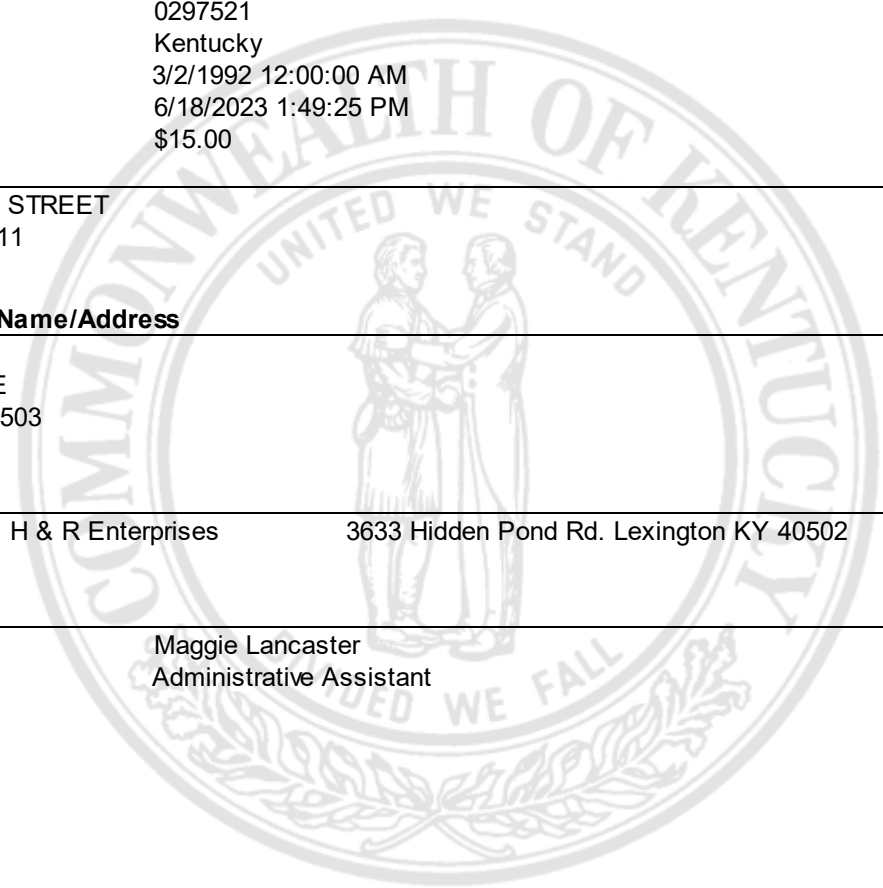 0297521
Kentucky
3/2/1992 12:00:00 AM
6/18/2023 1:49:25 PM
$15.00
STREET
11
Name/Address
E
503
H & R Enterprises 3633 Hidden Pond Rd. Lexington KY 40502
Maggie Lancaster
Administrative Assistant
COMMONWEALTH OF KENTUCKY
UNITED WE STAND
DIVIDED WE FALL